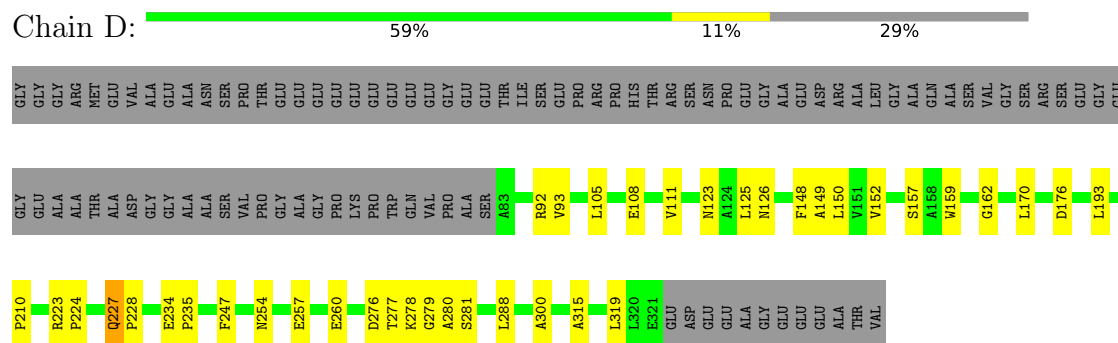 Chain D:
59% 11% 29%
GLY GLY GLY ARG MET GLU VAL ALA GLU ALA ASN SER PRO THR GLU GLU GLU GLU GLU GLU GLU GLU GLY GLU GLU THR ILE SER GLU PRO ARG PRO HIS THR ARG SER ASN PRO GLU GLY ALA GLU ASP ARG ALA LEU GLY ALA GLN ALA SER VAL GLY SER ARG SER GLU GLY GLU
GLY GLU ALA ALA THR ALA ASP GLY GLY ALA ALA SER VAL PRO GLY ALA GLY PRO LYS PRO TRP GLN VAL PRO ALA SER A83 R92 V93 L105 E108 V111 N123 A124 L125 N126 F148 A149 L150 V151 V152 S157 A158 W159 G162 L170 D176 L193
P210 R223 P224 Q227 P228 E234 P235 F247 N254 E257 E260 D276 T277 K278 G279 A280 S281 L288 A300 A315 L319 L320 E321 GLU ASP GLU GLU ALA GLY GLU GLU GLU ALA THR VAL